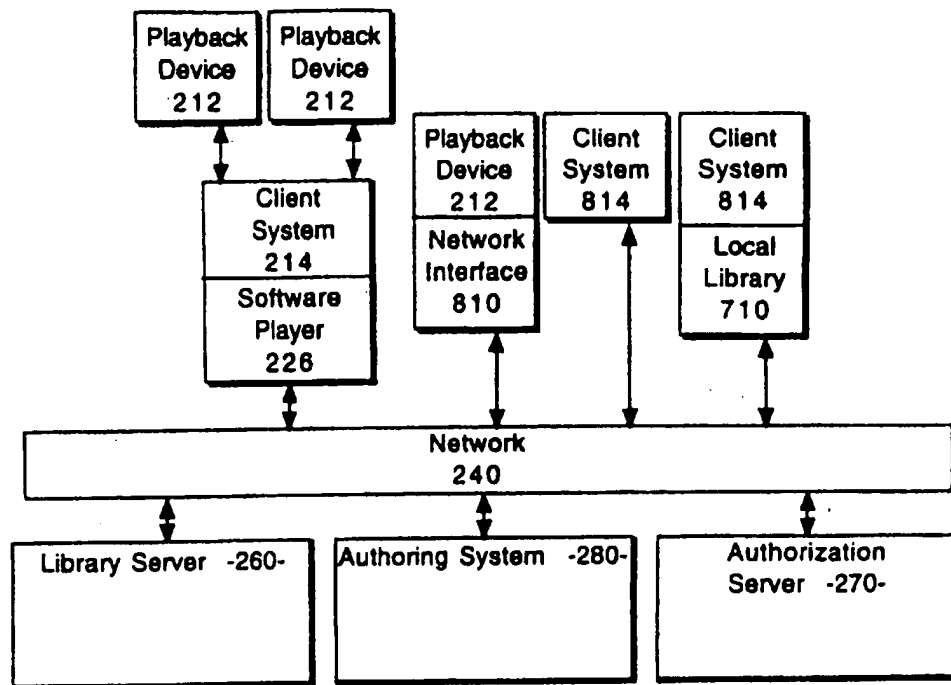 Playback
Device
212
Playback
Device
212
Client
System
214
Software
Player
226
Playback
Device
212
Network
Interface
810
Client
System
814
Client
System
814
Local
Library
710
Network
240
Library Server -260-
Authoring System -280-
Authorization
Server -270-